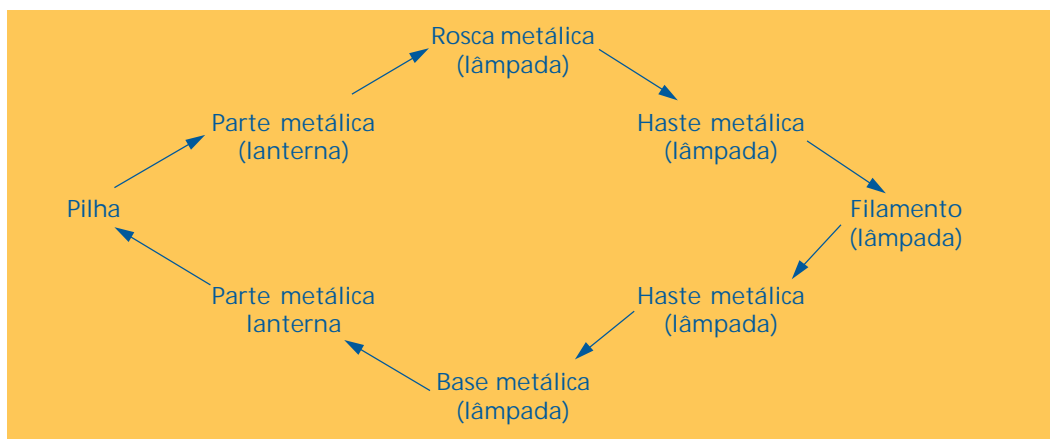 Rosca metálica
(lâmpada)
Parte metálica
(lanterna)
Haste metálica
(lâmpada)
Pilha
Filamento
(lâmpada)
Parte metálica
lanterna
Haste metálica
(lâmpada)
Base metálica
(lâmpada)